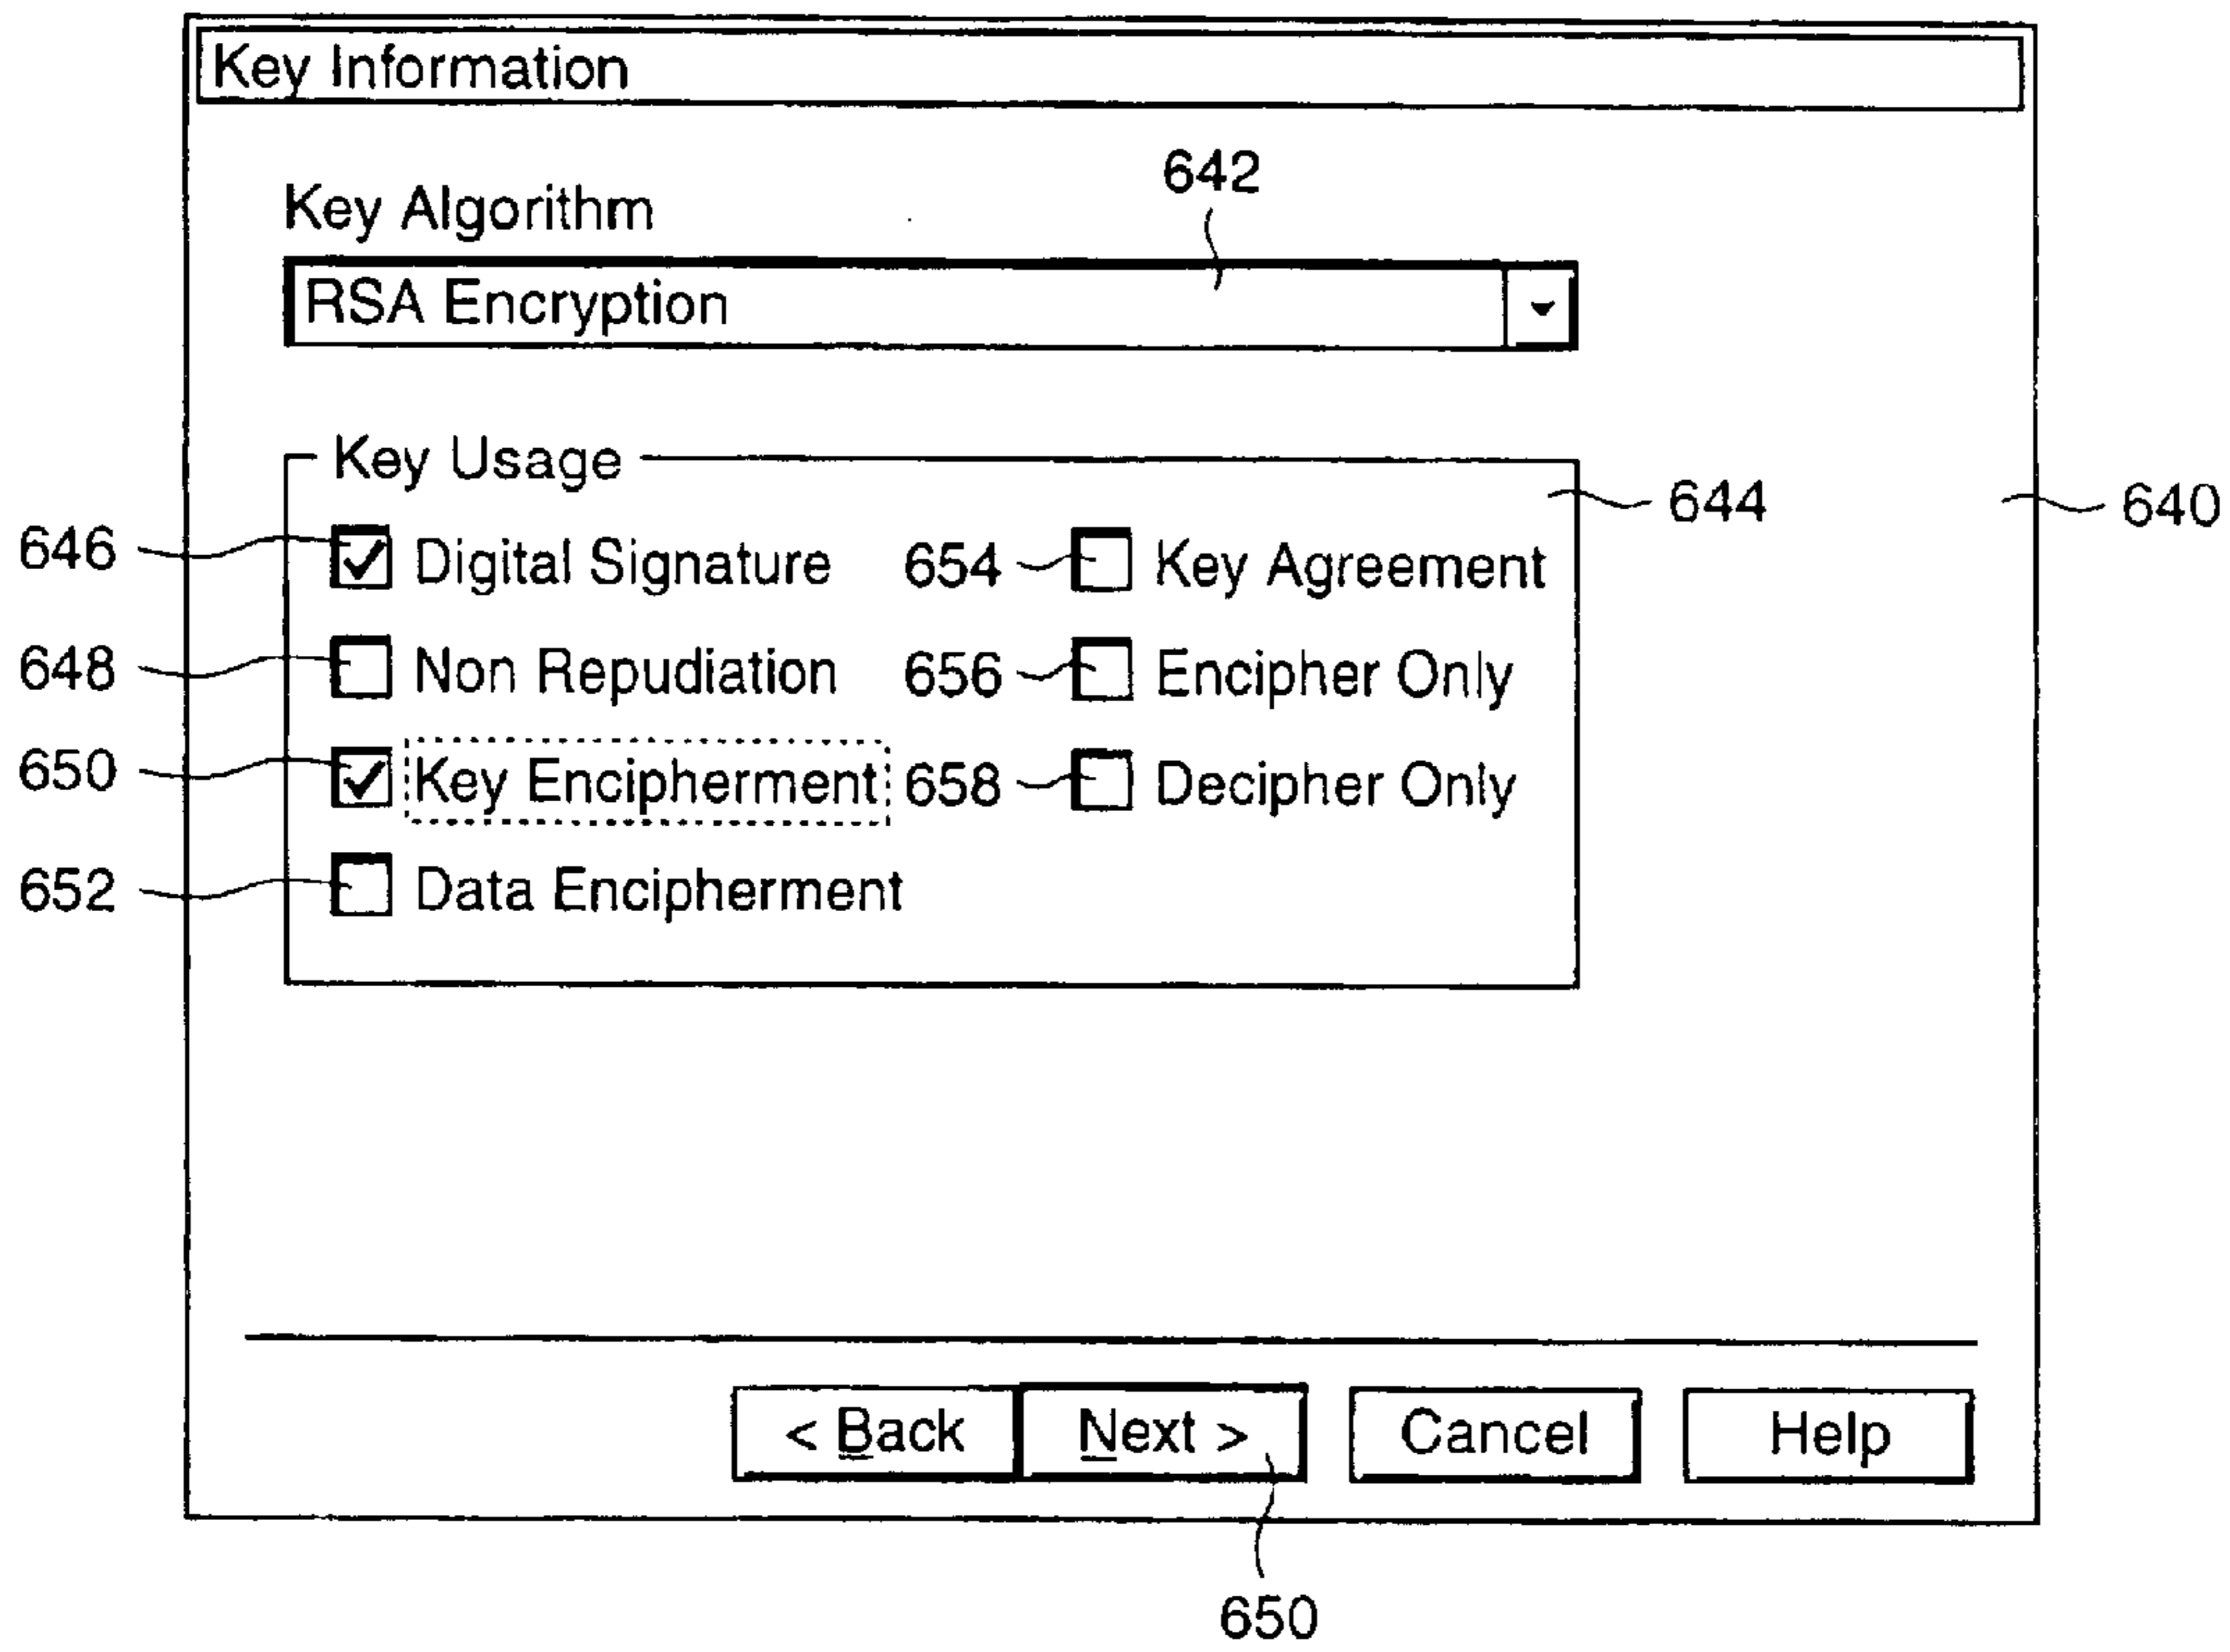 Key Information
642
Key Algorithm
RSA Encryption
Key Usage
644
640
646 Digital Signature 654 Key Agreement
648 Non Repudiation 656 Encipher Only
650 Key Encipherment 658 Decipher Only
652 Data Encipherment
< Back Next > Cancel Help
650